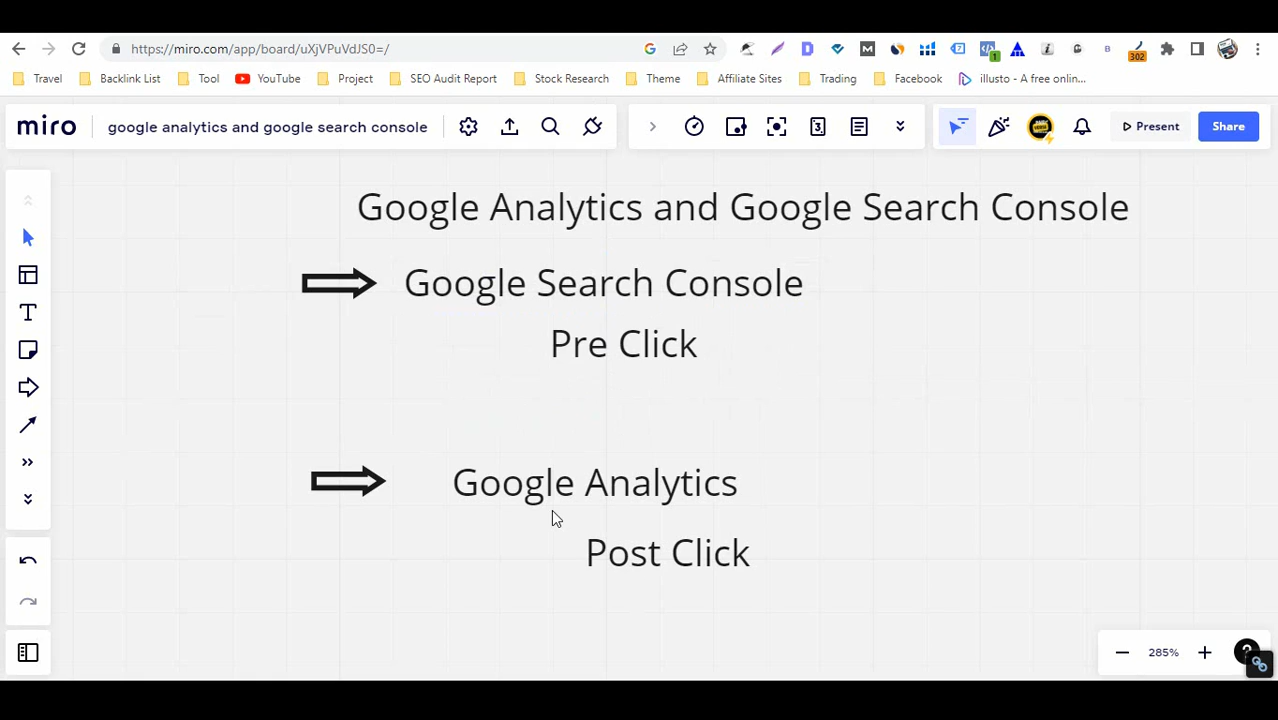 https://miro.com/app/board/uXjVPuVdJS0=/
Travel
Backlink List
Tool
YouTube
Project
SEO Audit Report
Stock Research
Theme
Affiliate Sites
Trading
Facebook
illusto - A free onlin...
302
1
miro
google analytics and google search console
Present
Share
Google Analytics and Google Search Console
Google Search Console
Pre Click
Google Analytics
Post Click
285%